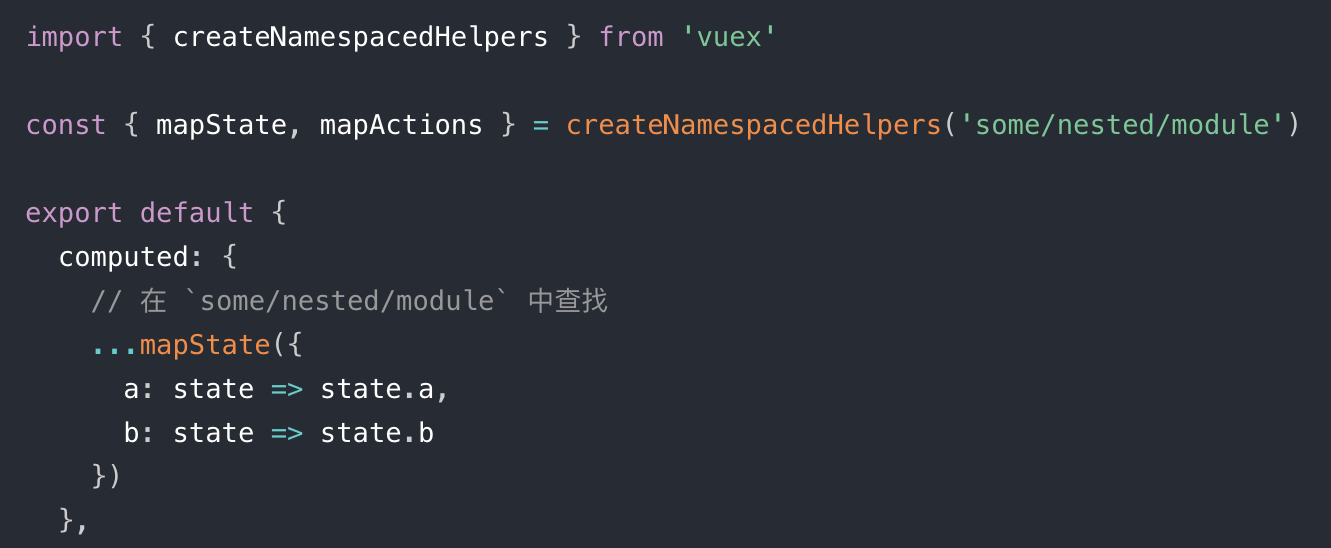 import { createNamespacedHelpers } from 'vuex'
const { mapState, mapActions } = createNamespacedHelpers('some/nested/module')
export default {
  computed: {
    // 在 `some/nested/module` 中查找
    ...mapState({
      a: state => state.a,
      b: state => state.b
    })
  },